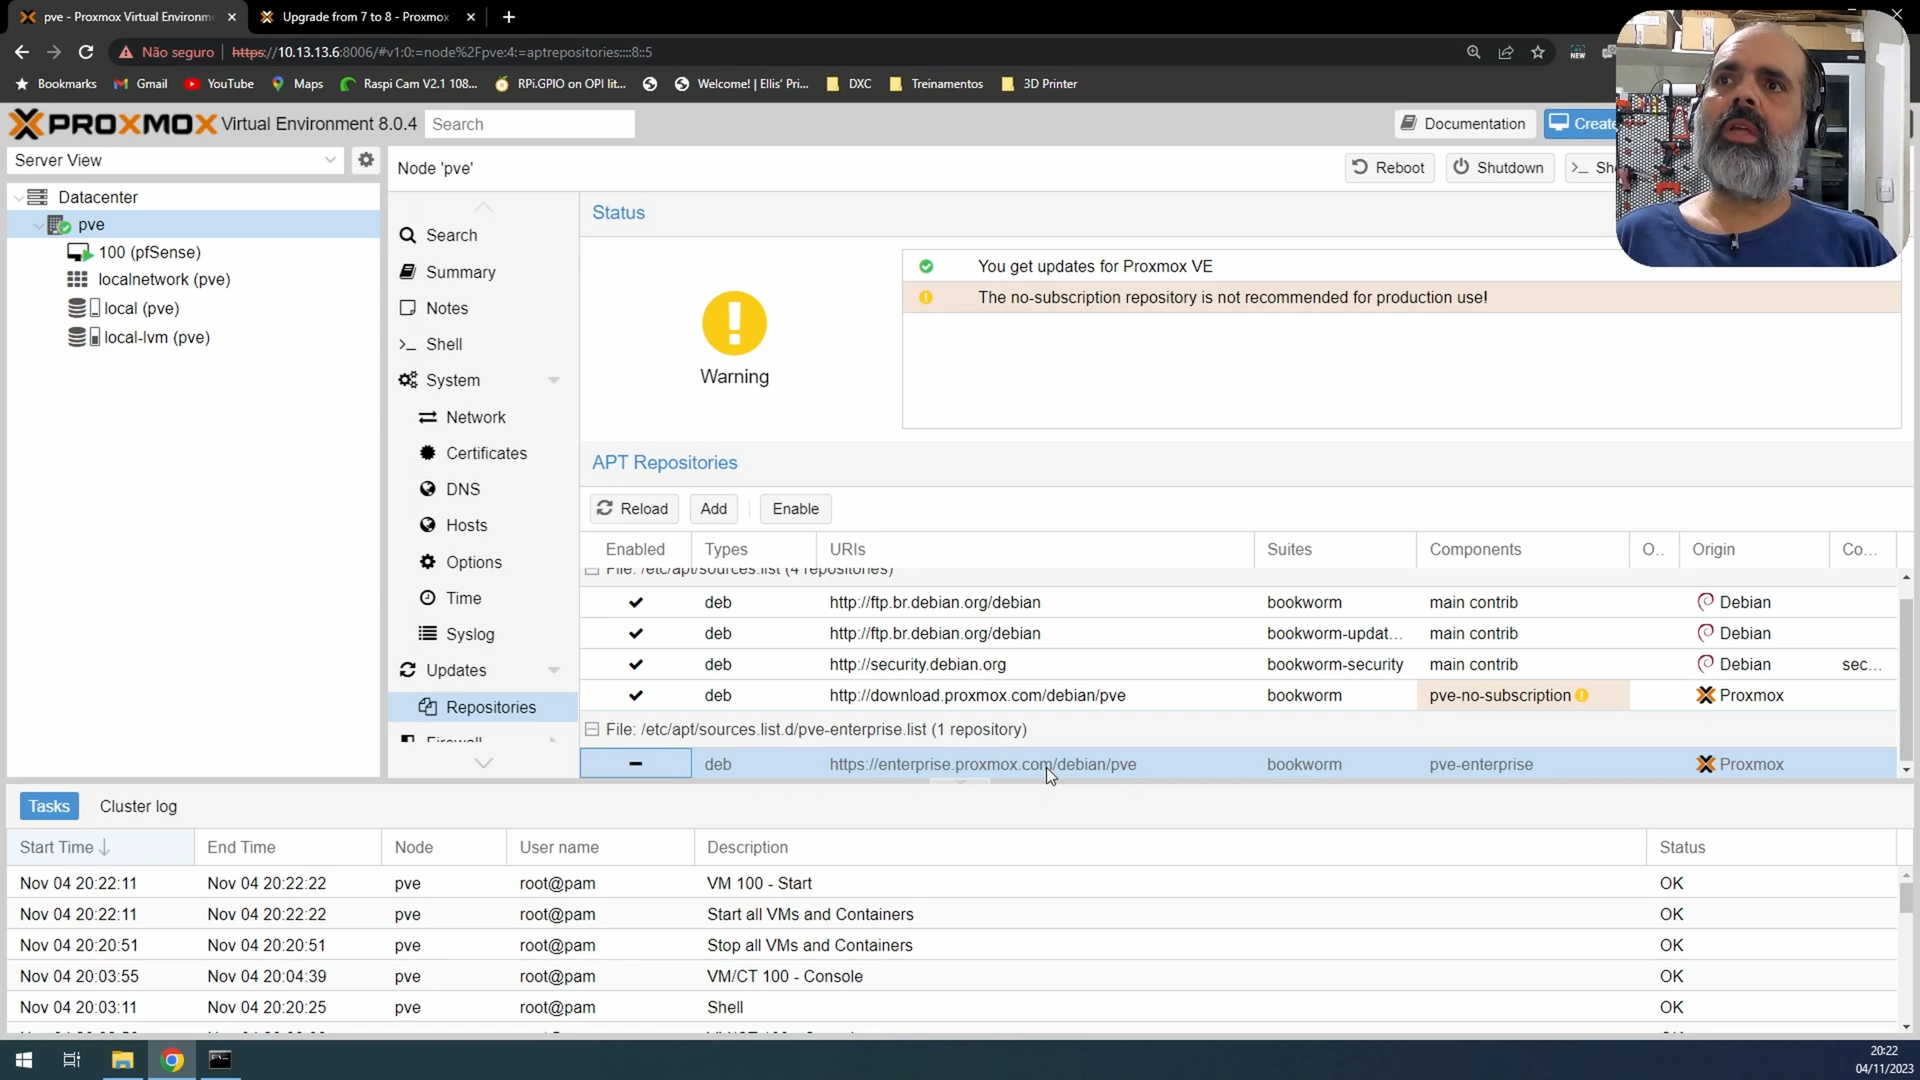 pve - Proxmox Virtual Environm
Upgrade from 7 to 8 - Proxmox
Não seguro
https://10.13.13.6:8006/#v1:0:=node%2Fpve:4:=aptrepositories::::8::5
NEW
Bookmarks
Gmail
YouTube
Maps
Raspi Cam V2.1 108...
RPi.GPIO on OPI lit...
Welcome! | Ellis' Pri...
DXC
Treinamentos
3D Printer
PROXMOX Virtual Environment 8.0.4
Search
Documentation
Create
Server View
Node 'pve'
Reboot
Shutdown
Datacenter
pve
100 (pfSense)
localnetwork (pve)
local (pve)
local-lvm (pve)
Search
Summary
Notes
Shell
System
Network
Certificates
DNS
Hosts
Options
Time
Syslog
Updates
Repositories
Firewall
Status
Warning
You get updates for Proxmox VE
The no-subscription repository is not recommended for production use!
APT Repositories
Reload
Add
Enable
Enabled Types URIs Suites Components O.. Origin Co...
File: /etc/apt/sources.list (4 repositories)
deb http://ftp.br.debian.org/debian bookworm main contrib Debian
deb http://ftp.br.debian.org/debian bookworm-updat... main contrib Debian
deb http://security.debian.org bookworm-security main contrib Debian sec...
deb http://download.proxmox.com/debian/pve bookworm pve-no-subscription Proxmox
File: /etc/apt/sources.list.d/pve-enterprise.list (1 repository)
deb https://enterprise.proxmox.com/debian/pve bookworm pve-enterprise Proxmox
Tasks
Cluster log
Start Time End Time Node User name Description Status
Nov 04 20:22:11 Nov 04 20:22:22 pve root@pam VM 100 - Start OK
Nov 04 20:22:11 Nov 04 20:22:22 pve root@pam Start all VMs and Containers OK
Nov 04 20:20:51 Nov 04 20:20:51 pve root@pam Stop all VMs and Containers OK
Nov 04 20:03:55 Nov 04 20:04:39 pve root@pam VM/CT 100 - Console OK
Nov 04 20:03:11 Nov 04 20:20:25 pve root@pam Shell OK
20:22
04/11/2023